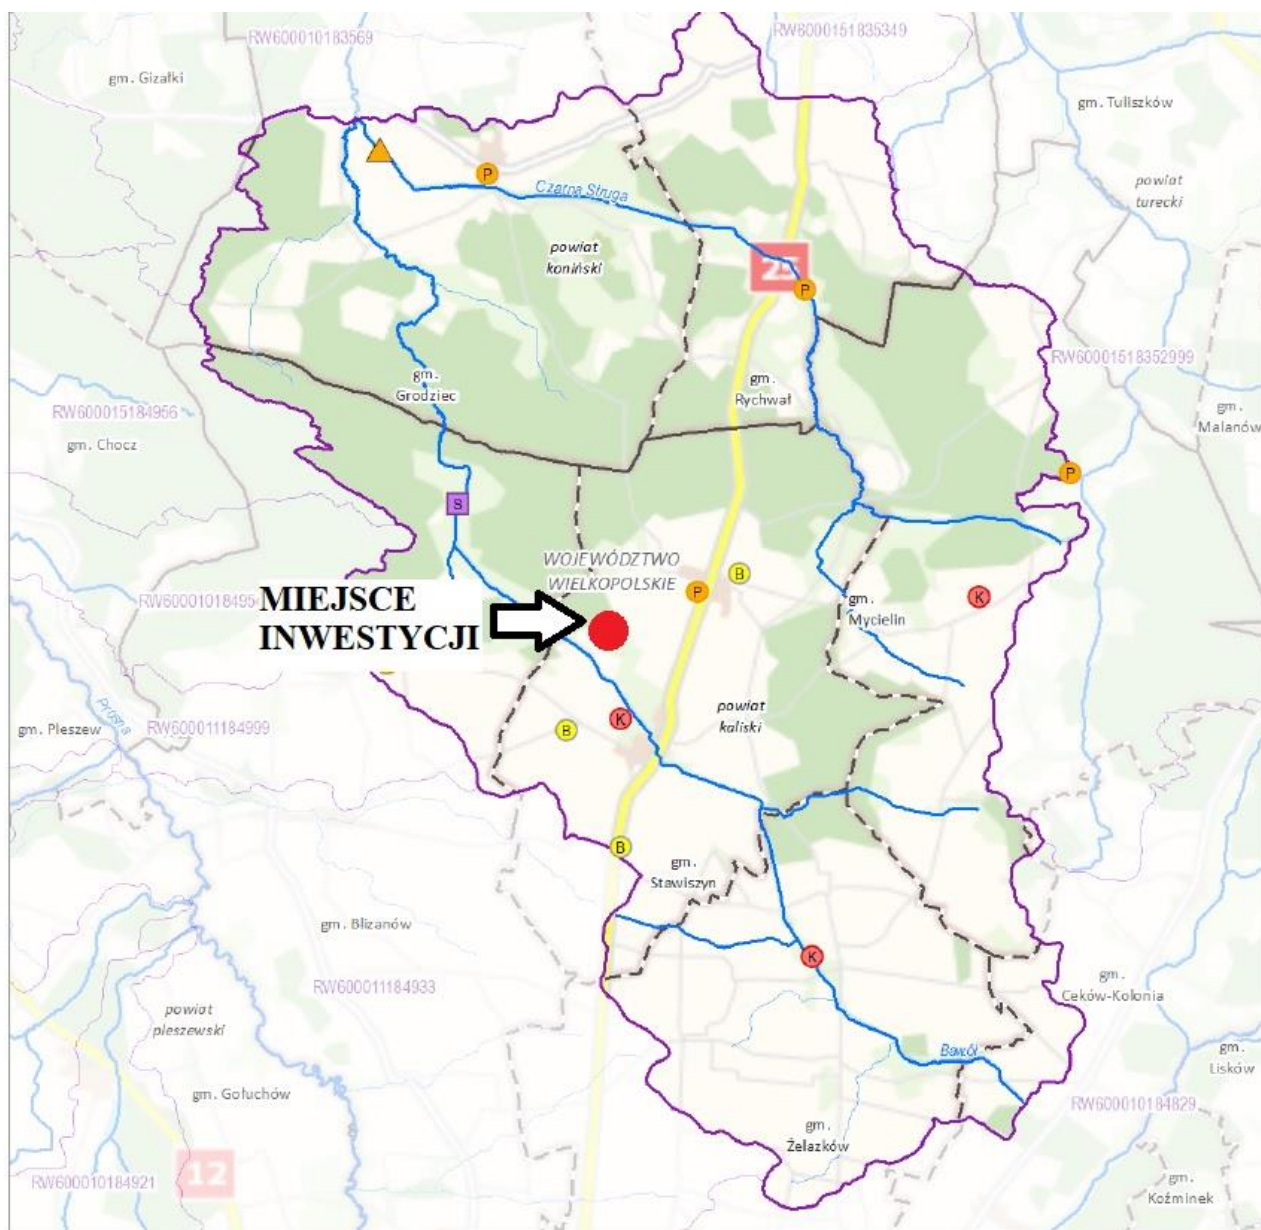 RW600010183569
RW6000151835349
gm. Gizałki
gm. Tuliszków
P
Czarna Struga
powiat
turecki
powiat
koniński
25
P
RW60001518352999
gm.
Grodziec
gm.
Rychwał
RW600015184956
gm. Chocz
gm.
Malanów
P
S
WOJEWÓDZTWO
WIELKOPOLSKIE
B
P
K
MIEJSCE
INWESTYCJI
gm.
Mycielin
powiat
kaliski
K
B
Prosna
RW600011184999
gm. Pleszew
B
gm.
Stawiszyn
gm. Blizanów
K
RW600011184933
gm.
Ceków-Kolonia
powiat
pleszewski
Bawół
gm.
Lisków
gm. Gołuchów
RW600010184829
gm.
Żelazków
12
RW600010184921
gm.
Koźminek